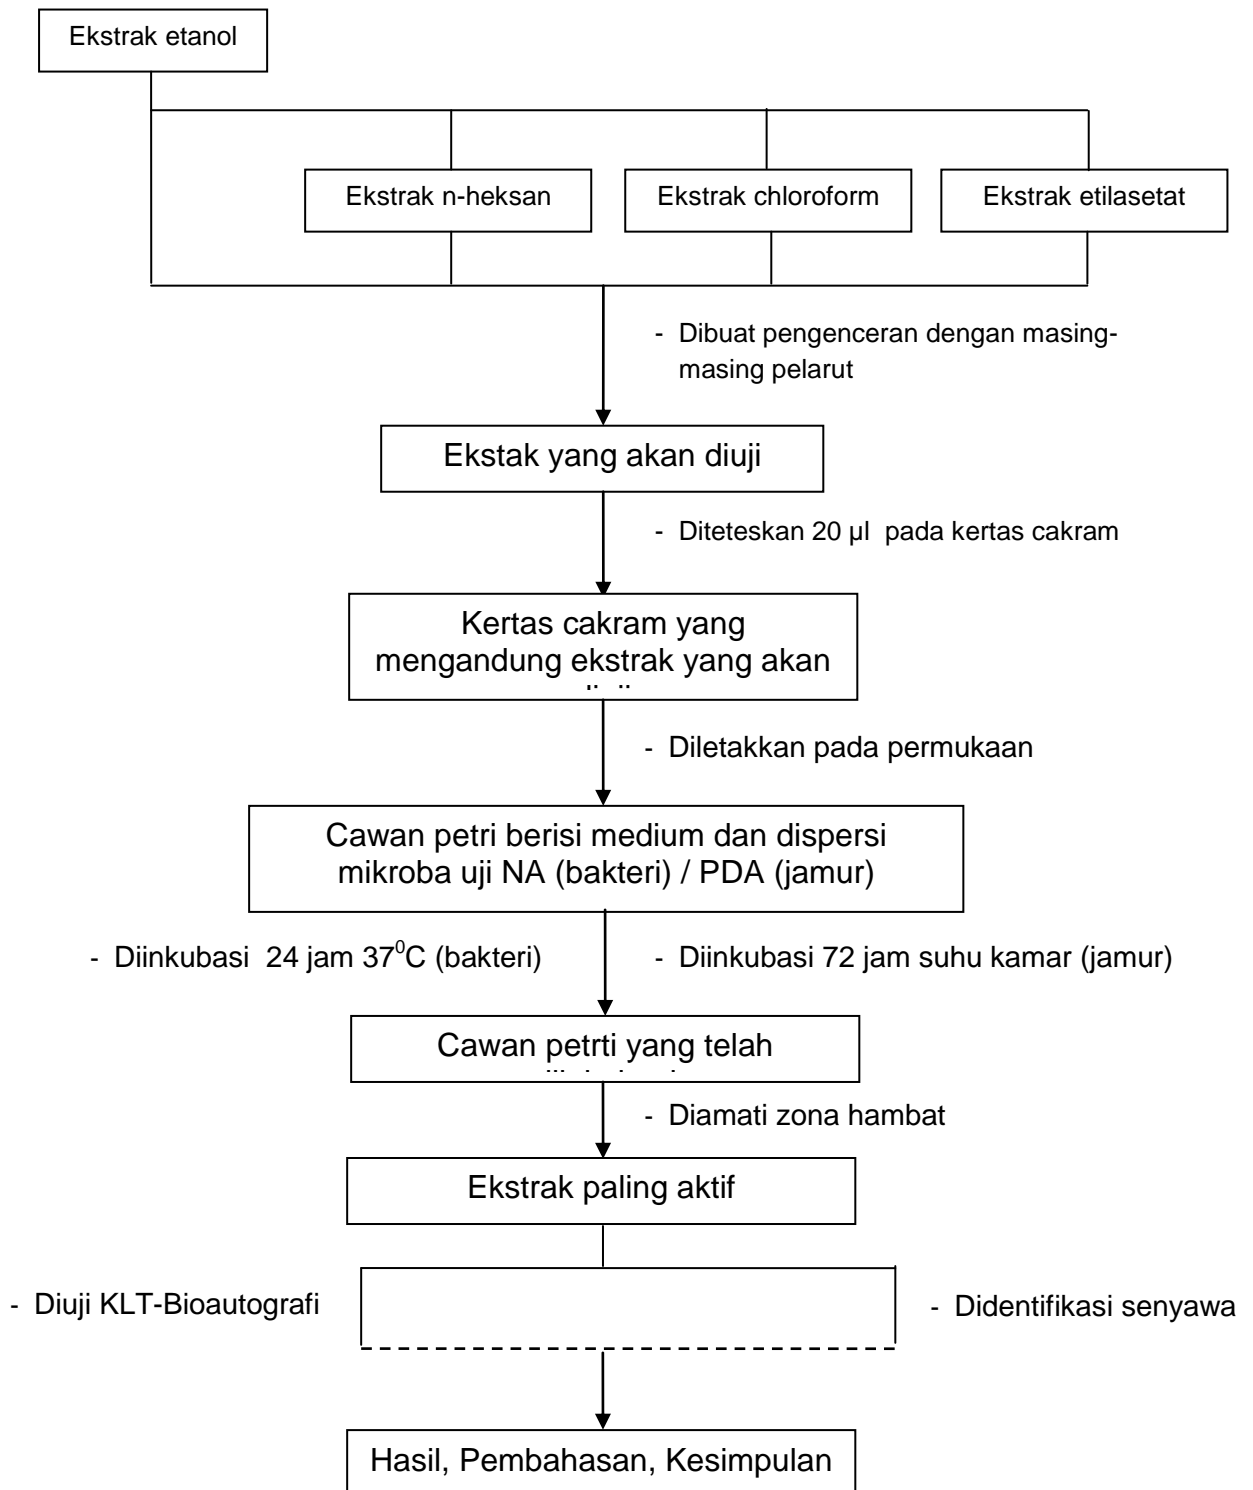 Ekstrak etanol
Ekstrak n-heksan
Ekstrak chloroform
Ekstrak etilasetat
- Dibuat pengenceran dengan masing-
masing pelarut
Ekstak yang akan diuji
- Diteteskan 20 µl pada kertas cakram
Kertas cakram yang
mengandung ekstrak yang akan
- Diletakkan pada permukaan
Cawan petri berisi medium dan dispersi
mikroba uji NA (bakteri) / PDA (jamur)
- Diinkubasi 24 jam 37⁰C (bakteri)
- Diinkubasi 72 jam suhu kamar (jamur)
Cawan petrti yang telah
- Diamati zona hambat
Ekstrak paling aktif
- Diuji KLT-Bioautografi
- Didentifikasi senyawa
Hasil, Pembahasan, Kesimpulan